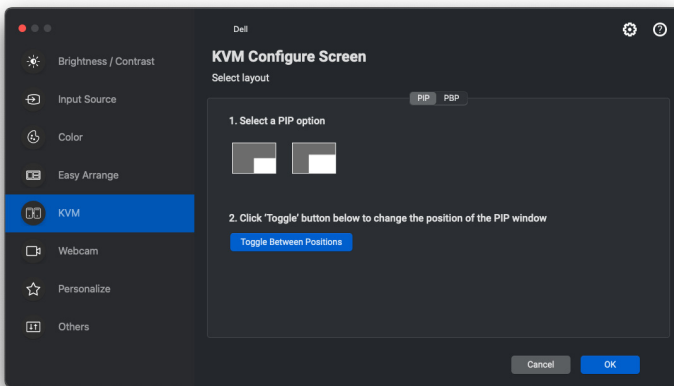 Dell
KVM Configure Screen
Select layout
Brightness / Contrast
Input Source
Color
Easy Arrange
KVM
Webcam
Personalize
Others
PIP PBP
1. Select a PIP option
2. Click 'Toggle' button below to change the position of the PIP window
Toggle Between Positions
Cancel OK